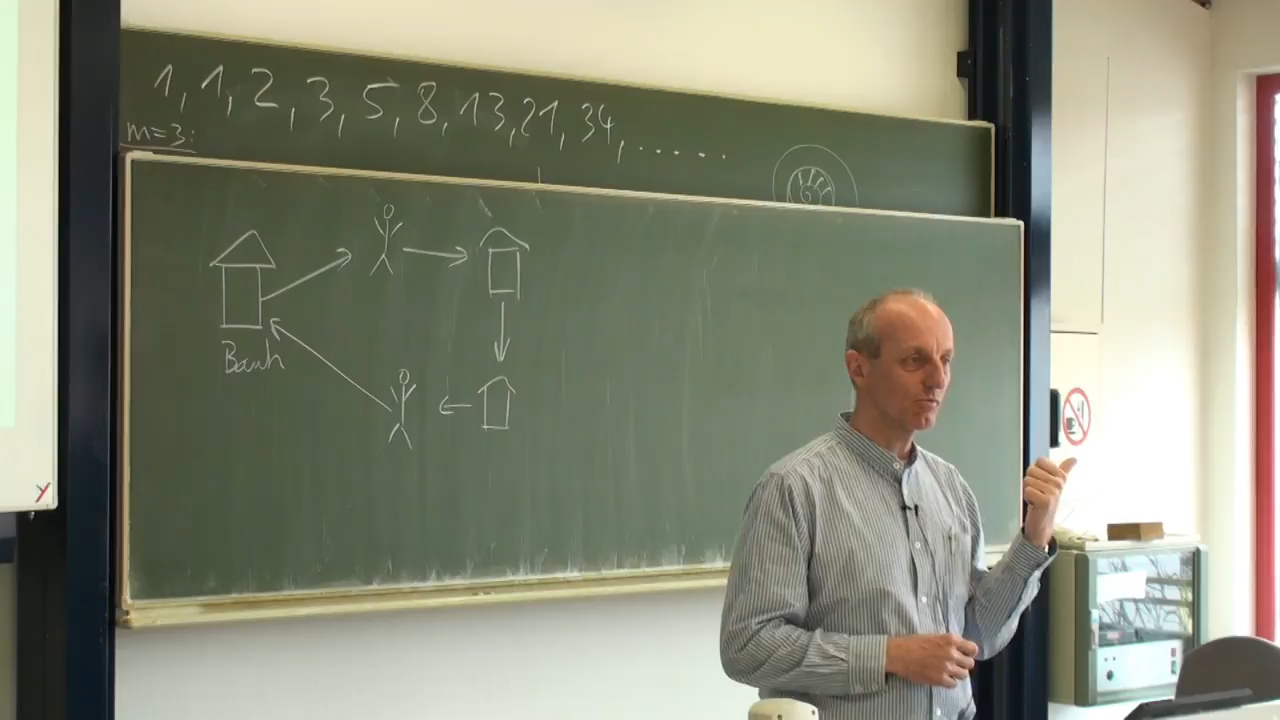 1, 1, 2, 3, 5, 8, 13, 21, 34, .....
m=3:
Bank